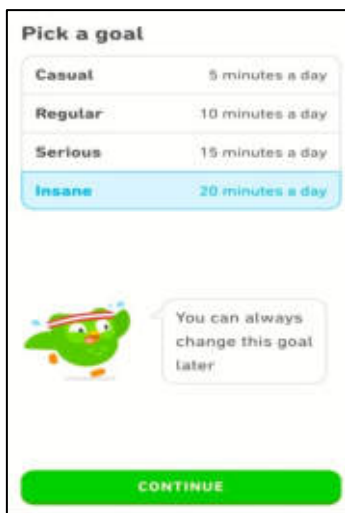 Pick a goal
Casual 5 minutes a day
Regular 10 minutes a day
Serious 15 minutes a day
Insane 20 minutes a day
You can always
change this goal
later
CONTINUE